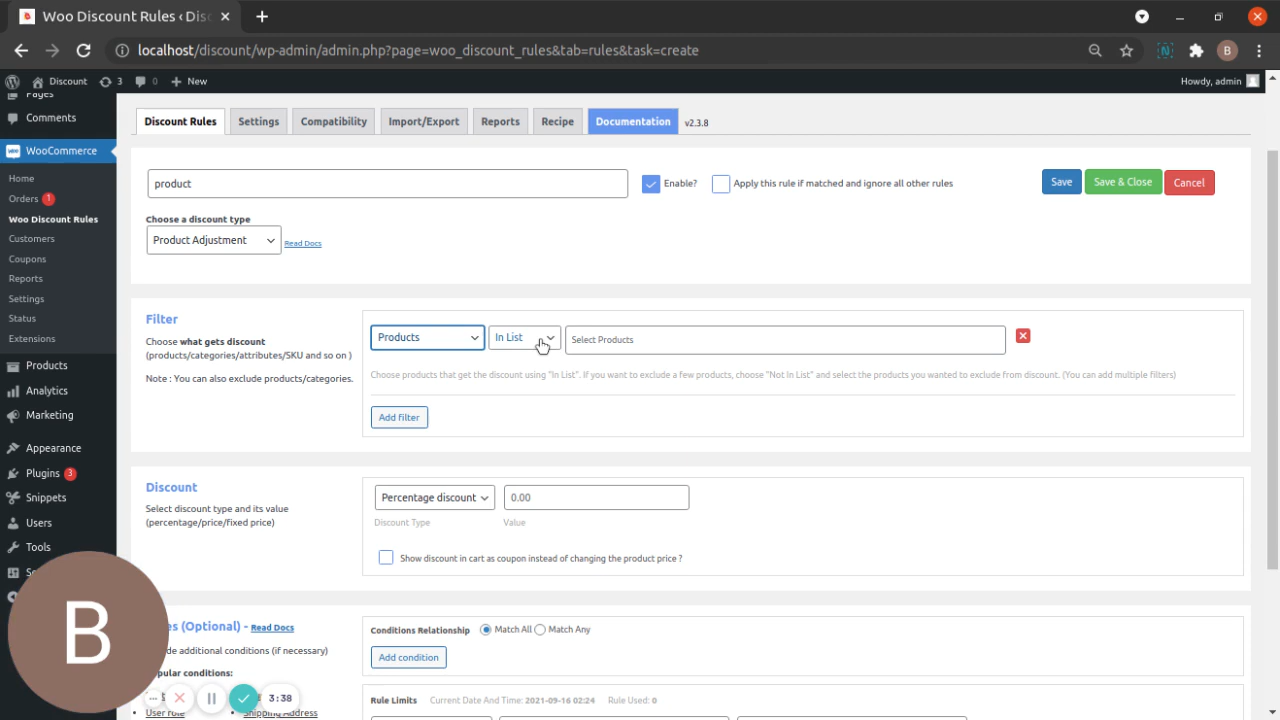 Woo Discount Rules ‹ Disc
localhost/discount/wp-admin/admin.php?page=woo_discount_rules&tab=rules&task=create
N
B
Discount
3
0
New
Howdy, admin
Pages
Comments
WooCommerce
Home
Orders 1
Woo Discount Rules
Customers
Coupons
Reports
Settings
Status
Extensions
Products
Analytics
Marketing
Appearance
Plugins 3
Snippets
Users
Tools
Discount Rules
Settings
Compatibility
Import/Export
Reports
Recipe
Documentation
v2.3.8
product
Enable?
Apply this rule if matched and ignore all other rules
Save
Save & Close
Cancel
Choose a discount type
Product Adjustment
Read Docs
Filter
Choose what gets discount
(products/categories/attributes/SKU and so on )
Note : You can also exclude products/categories.
Products
In List
Select Products
Choose products that get the discount using "In List". If you want to exclude a few products, choose "Not In List" and select the products you wanted to exclude from discount. (You can add multiple filters)
Add filter
Discount
Select discount type and its value
(percentage/price/fixed price)
Percentage discount
0.00
Discount Type
Value
Show discount in cart as coupon instead of changing the product price ?
(Optional) - Read Docs
additional conditions (if necessary)
conditions:
User role
Shipping Address
Conditions Relationship
Match All
Match Any
Add condition
Rule Limits
Current Date And Time: 2021-09-16 02:24
Rule Used: 0
B
3:38